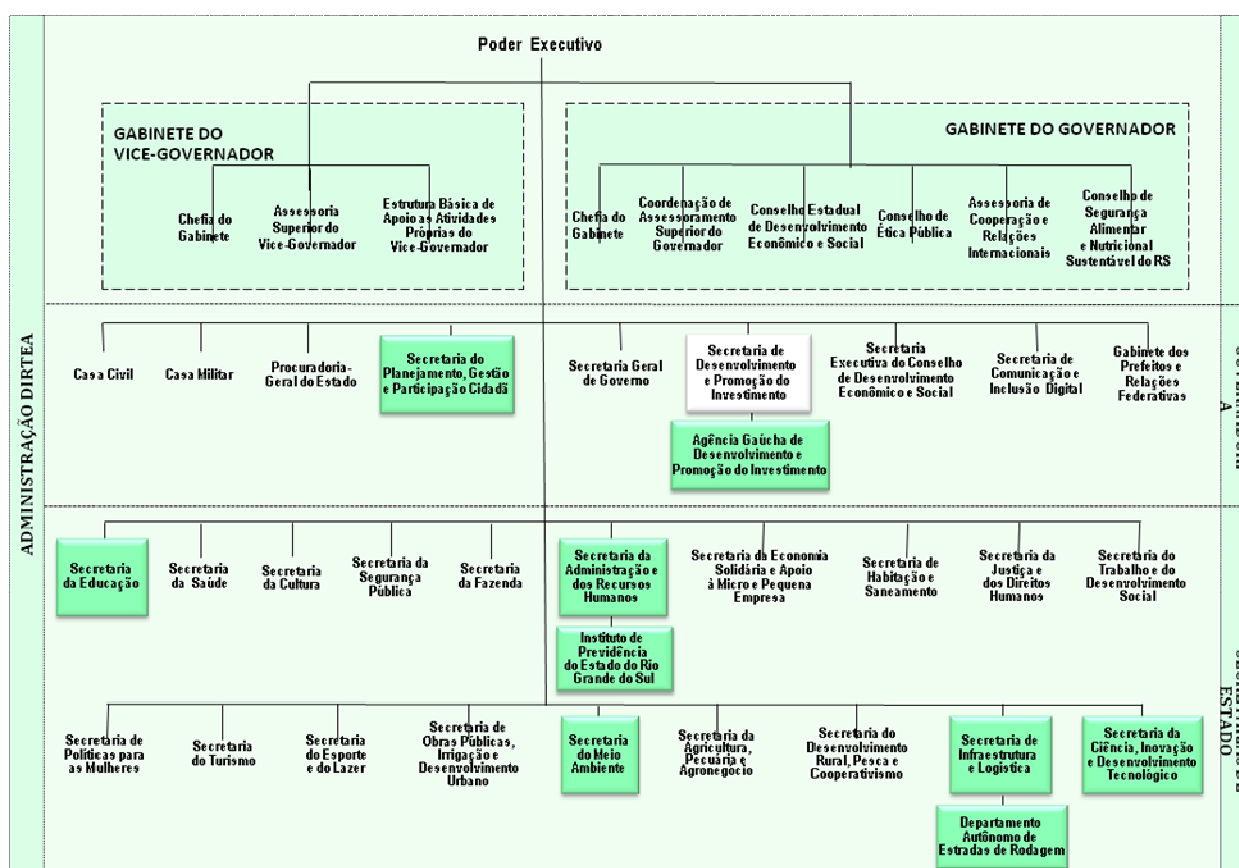 Poder Executivo
GABINETE DO
VICE-GOVERNADOR
Chefia do
Gabinete
Assessoria
Superior do
Vice-Governador
Estrutura Básica de
Apoio as Atividades
Próprias do
Vice-Governador
GABINETE DO GOVERNADOR
Chefia do
Gabinete
Coordenação de
Assessoramento
Superior do
Governador
Conselho Estadual
de Desenvolvimento
Econômico e Social
Conselho de
Ética Pública
Assessoria de
Cooperação e
Relações
Internacionais
Conselho de
Segurança
Alimentar
e Nutricional
Sustentável do RS
ADMINISTRAÇÃO DIRTEA
Casa Civil
Casa Militar
Procuradoria-
Geral do Estado
Secretaria do
Planejamento, Gestão
e Participação Cidadã
Secretaria Geral
de Governo
Secretaria de
Desenvolvimento
e Promoção do
Investimento
Agência Gaúcha de
Desenvolvimento e
Promoção do Investimento
Secretaria
Executiva do Conselho
de Desenvolvimento
Econômico e Social
Secretaria de
Comunicação e
Inclusão Digital
Gabinete dos
Prefeitos e
Relações
Federativas
A
Secretaria
da Educação
Secretaria
da Saúde
Secretaria
da Cultura
Secretaria da
Segurança
Pública
Secretaria
da Fazenda
Secretaria da
Administração e
dos Recursos
Humanos
Instituto de
Previdência
do Estado do Rio
Grande do Sul
Secretaria da Economia
Solidária e Apoio
à Micro e Pequena
Empresa
Secretaria de
Habitação e
Saneamento
Secretaria da
Justiça e
dos Direitos
Humanos
Secretaria do
Trabalho e do
Desenvolvimento
Social
Secretaria de
Políticas para
as Mulheres
Secretaria
do Turismo
Secretaria
do Esporte
e do Lazer
Secretaria de
Obras Públicas,
Irrigação e
Desenvolvimento
Urbano
Secretaria
do Meio
Ambiente
Secretaria da
Agricultura,
Pecuária e
Agronegócio
Secretaria do
Desenvolvimento
Rural, Pesca e
Cooperativismo
Secretaria de
Infraestrutura
e Logística
Departamento
Autônomo de
Estradas de Rodagem
Secretaria da
Ciência, Inovação
e Desenvolvimento
Tecnológico
ESTADO